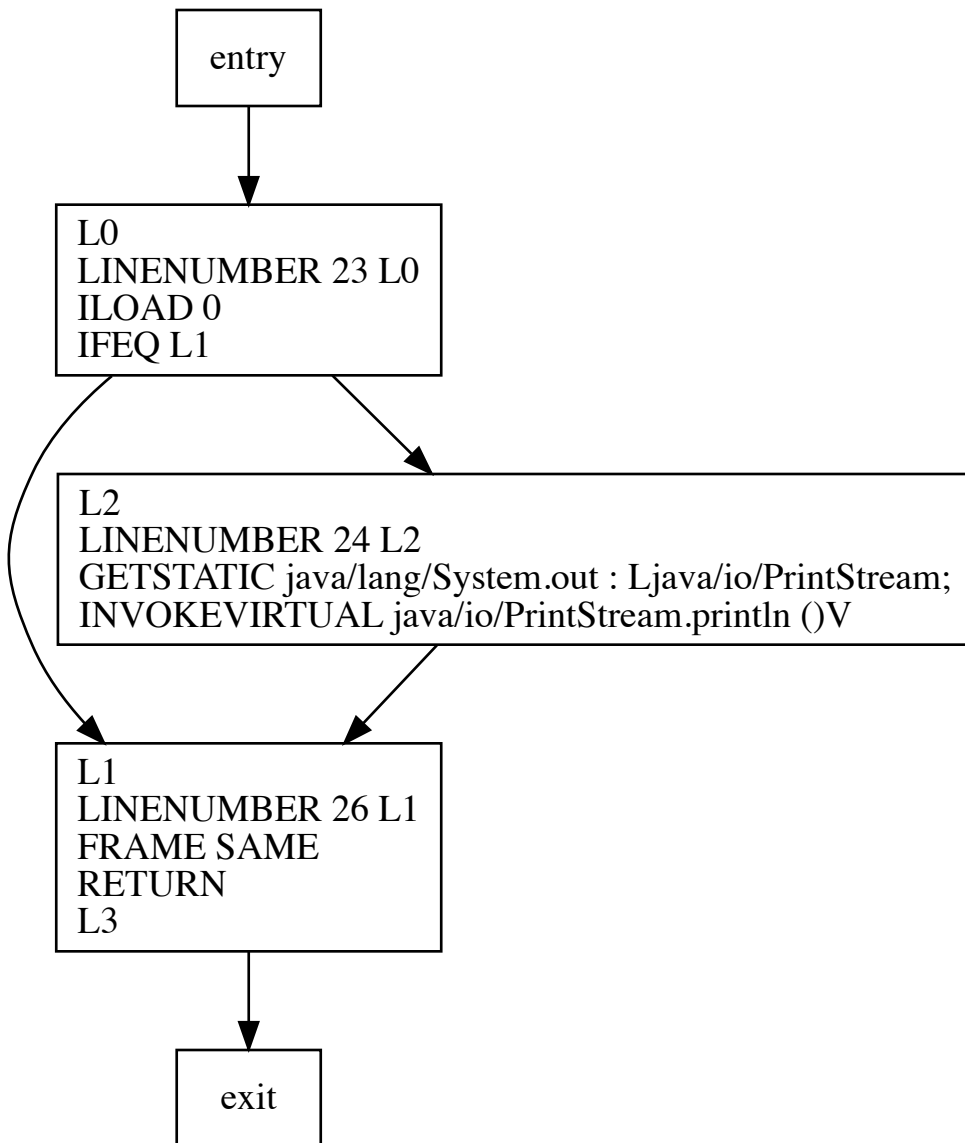 entry
L0
LINENUMBER 23 L0
ILOAD 0
IFEQ L1
L2
LINENUMBER 24 L2
GETSTATIC java/lang/System.out : Ljava/io/PrintStream;
INVOKEVIRTUAL java/io/PrintStream.println ()V
L1
LINENUMBER 26 L1
FRAME SAME
RETURN
L3
exit